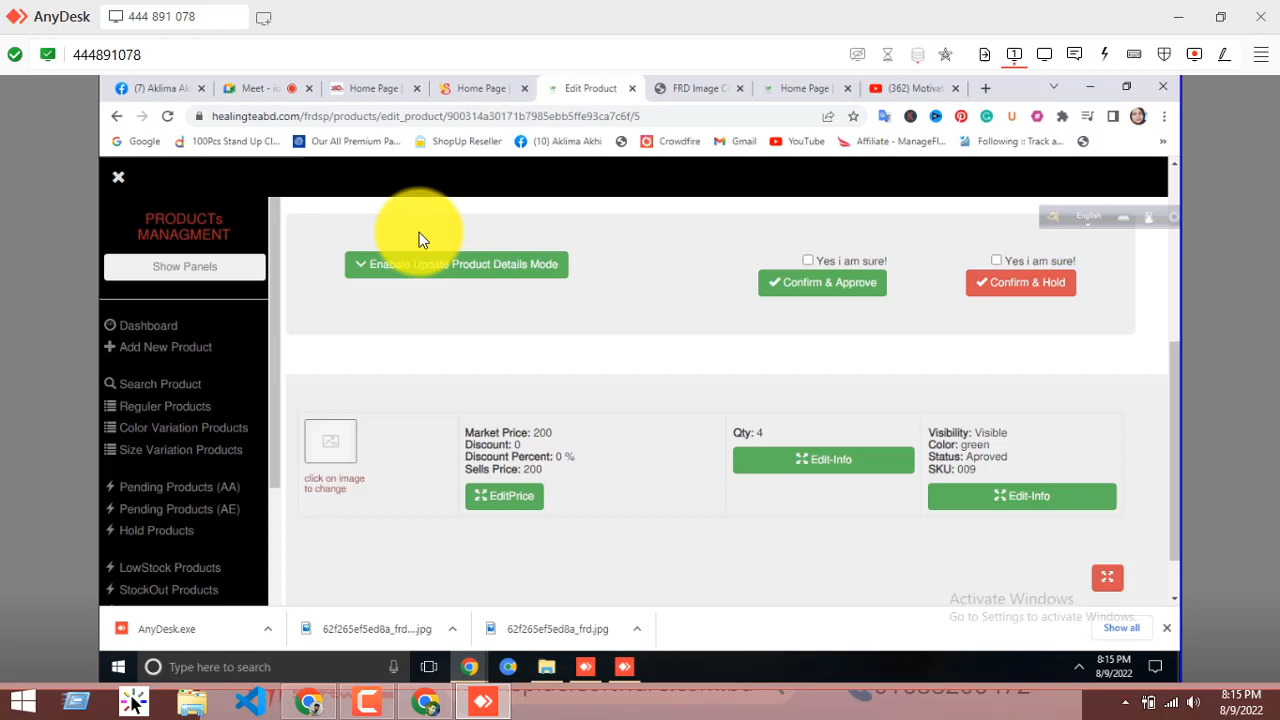 AnyDesk
444 891 078
444891078
(7) Aklima Ak
Meet - ii
Home Page |
Home Page |
Edit Product
FRD Image C
Home Page |
(362) Motivat
healingteabd.com/frdsp/products/edit_product/900314a30171b7985ebb5ffe93ca7c6f/5
Google
100Pcs Stand Up Cl...
Our All Premium Pa...
ShopUp Reseller
(10) Aklima Akhi
Crowdfire
Gmail
YouTube
Affiliate - ManageFl...
Following :: Track a...
»
PRODUCTs
MANAGMENT
Show Panels
Dashboard
Add New Product
Search Product
Reguler Products
Color Variation Products
Size Variation Products
Pending Products (AA)
Pending Products (AE)
Hold Products
LowStock Products
StockOut Products
English
Update Product Details Mode
Yes i am sure!
Confirm & Approve
Yes i am sure!
Confirm & Hold
click on image
to change
Market Price: 200
Discount: 0
Discount Percent: 0 %
Sells Price: 200
EditPrice
Qty: 4
Edit-Info
Visibility: Visible
Color: green
Status: Aproved
SKU: 009
Edit-Info
Activate Windows
Go to Settings to activate Windows.
AnyDesk.exe
62f265ef5ed8a_frd....jpg
62f265ef5ed8a_frd.jpg
Show all
Type here to search
8:15 PM
8/9/2022
8:15 PM
8/9/2022